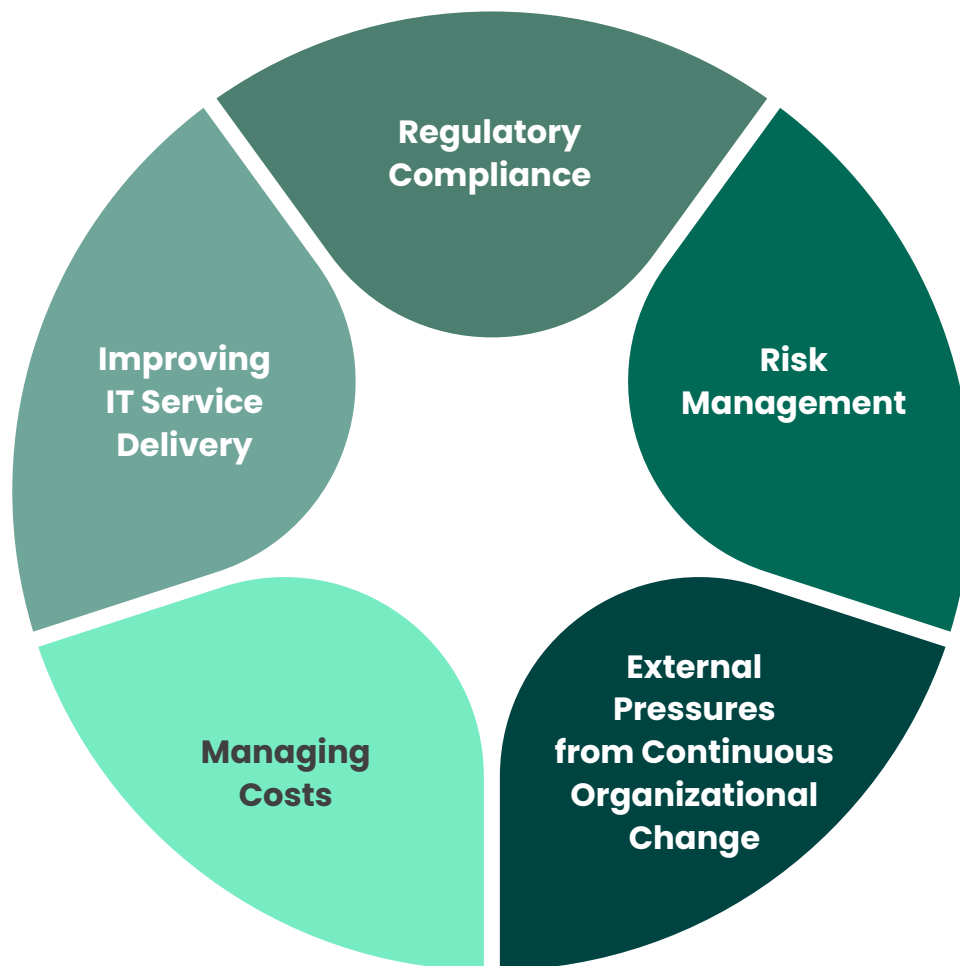 Regulatory
Compliance
Risk
Management
External
Pressures
from Continuous
Organizational
Change
Managing
Costs
Improving
IT Service
Delivery